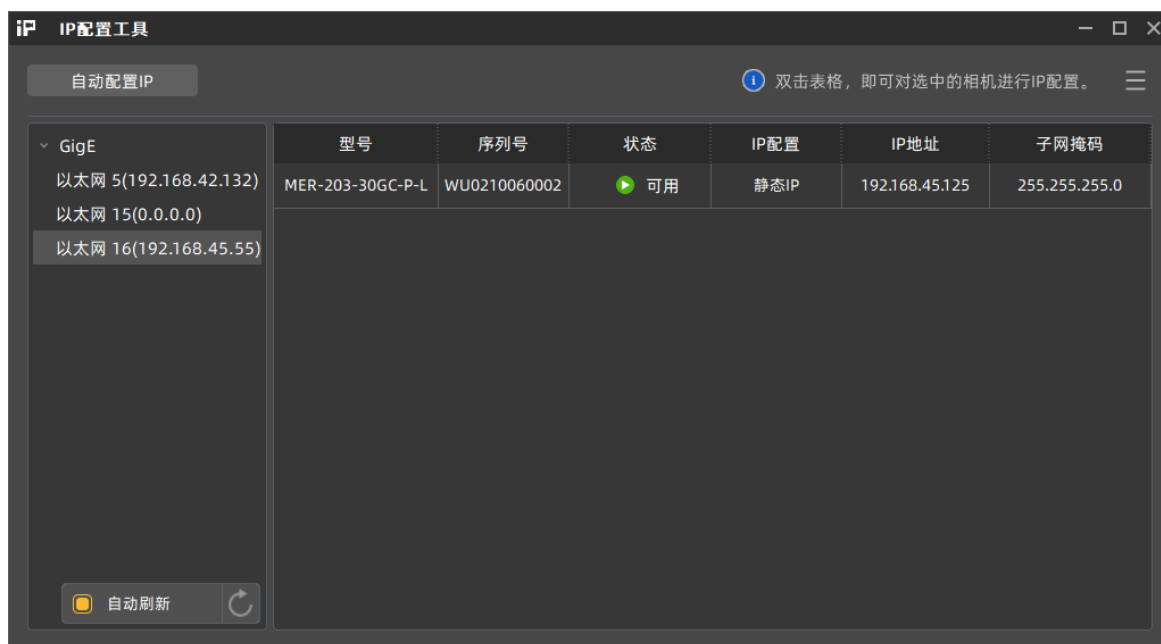 iP IP配置工具
自动配置IP
双击表格，即可对选中的相机进行IP配置。
GigE
以太网 5(192.168.42.132)
以太网 15(0.0.0.0)
以太网 16(192.168.45.55)
自动刷新
型号 序列号 状态 IP配置 IP地址 子网掩码
MER-203-30GC-P-L WU0210060002 可用 静态IP 192.168.45.125 255.255.255.0